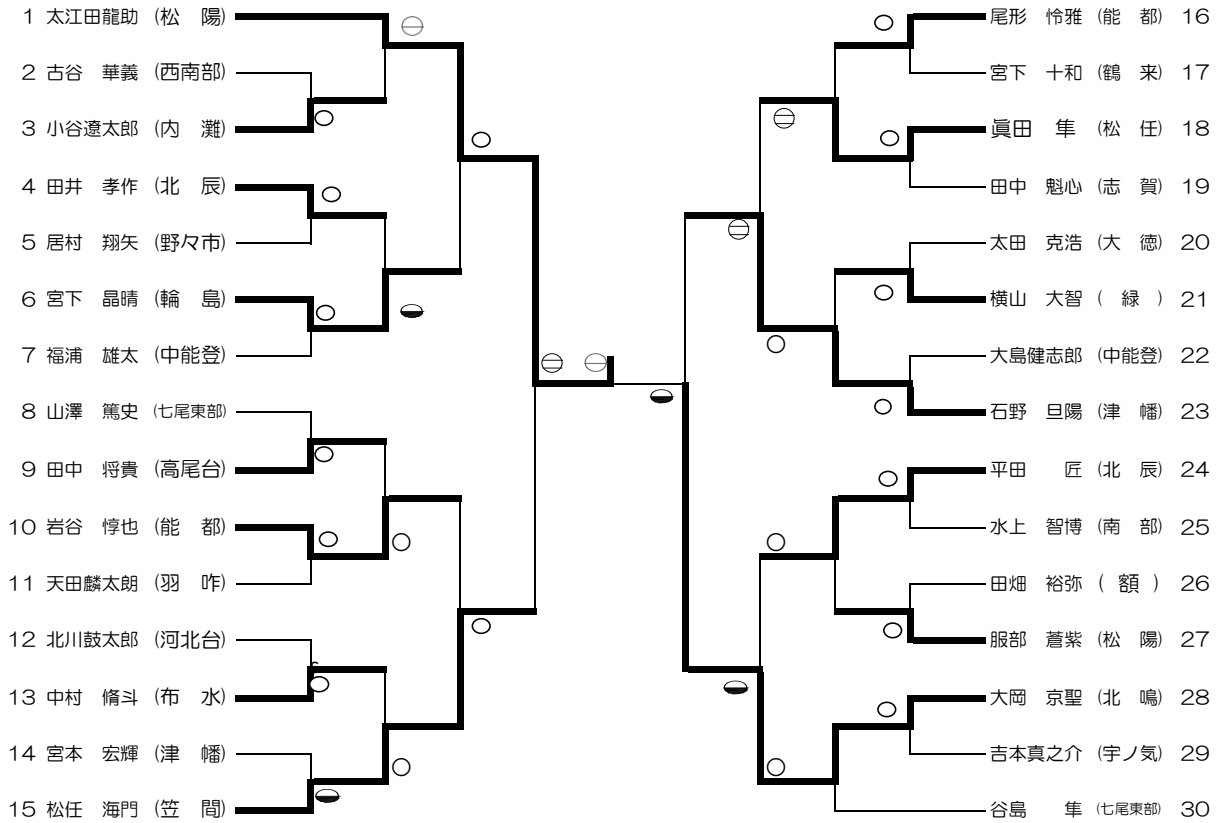 1 太江田龍助 (松　陽)
2 古谷　華義 (西南部)
3 小谷遼太郎 (内　灘)
4 田井　孝作 (北　辰)
5 居村　翔矢 (野々市)
6 宮下　晶晴 (輪　島)
7 福浦　雄太 (中能登)
8 山澤　篤史 (七尾東部)
9 田中　将貴 (高尾台)
10 岩谷　惇也 (能　都)
11 天田麟太朗 (羽　咋)
12 北川鼓太郎 (河北台)
13 中村　脩斗 (布　水)
14 宮本　宏輝 (津　幡)
15 松任　海門 (笠　間)
尾形　怜雅 (能　都) 16
宮下　十和 (鶴　来) 17
眞田　隼 (松　任) 18
田中　魁心 (志　賀) 19
太田　克浩 (大　徳) 20
横山　大智 (　緑　) 21
大島健志郎 (中能登) 22
石野　旦陽 (津　幡) 23
平田　匠 (北　辰) 24
水上　智博 (南　部) 25
田畑　裕弥 (　額　) 26
服部　蒼紫 (松　陽) 27
大岡　京聖 (北　鳴) 28
吉本真之介 (宇ノ気) 29
谷島　隼 (七尾東部) 30